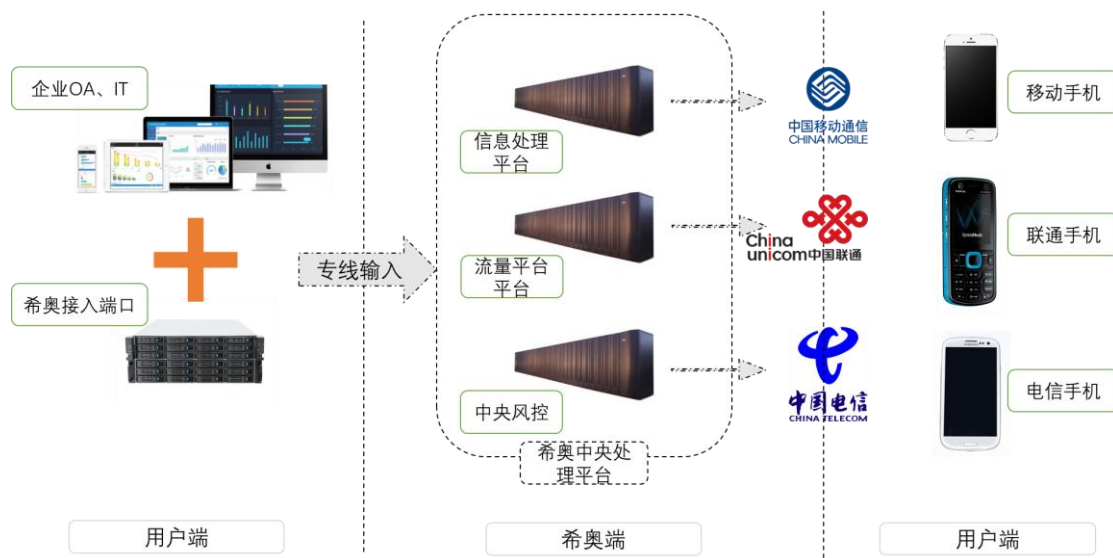 企业OA、IT
希奥接入端口
用户端
专线输入
信息处理
平台
流量平台
平台
中央风控
希奥中央处
理平台
希奥端
中国移动通信
CHINA MOBILE
China
unicom中国联通
中国电信
CHINA TELECOM
移动手机
联通手机
电信手机
用户端